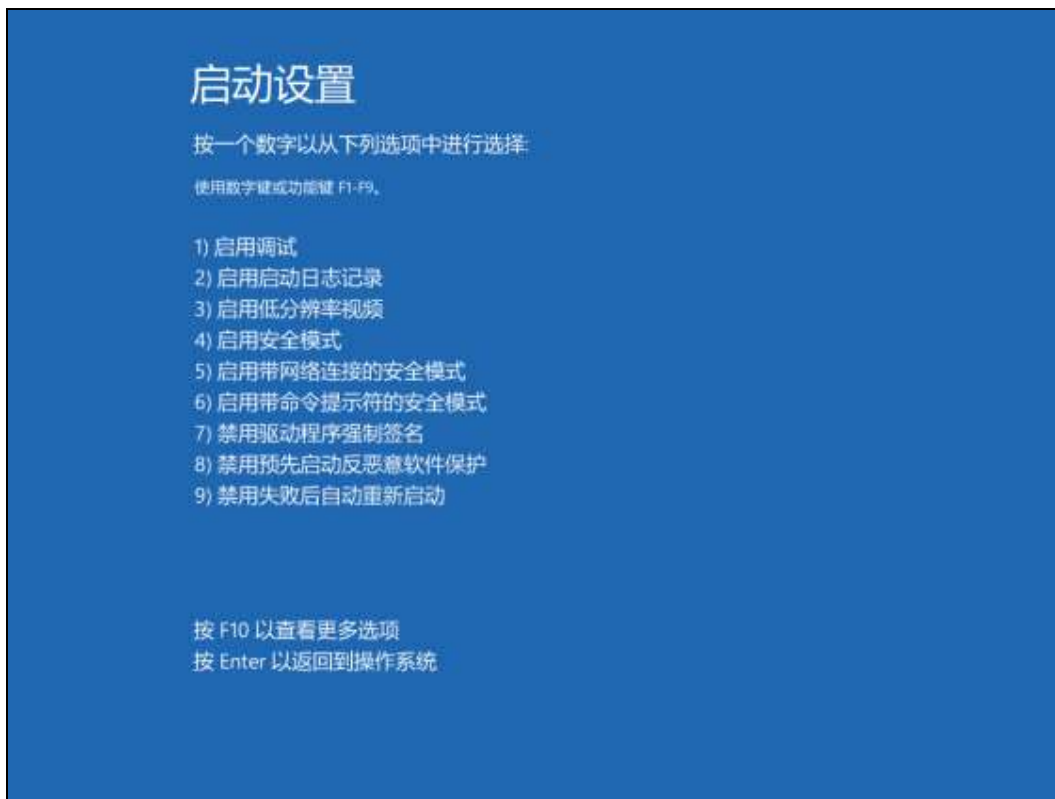 启动设置
按一个数字以从下列选项中进行选择:
使用数字键或功能键 F1-F9。
1) 启用调试
2) 启用启动日志记录
3) 启用低分辨率视频
4) 启用安全模式
5) 启用带网络连接的安全模式
6) 启用带命令提示符的安全模式
7) 禁用驱动程序强制签名
8) 禁用预先启动反恶意软件保护
9) 禁用失败后自动重新启动
按 F10 以查看更多选项
按 Enter 以返回到操作系统